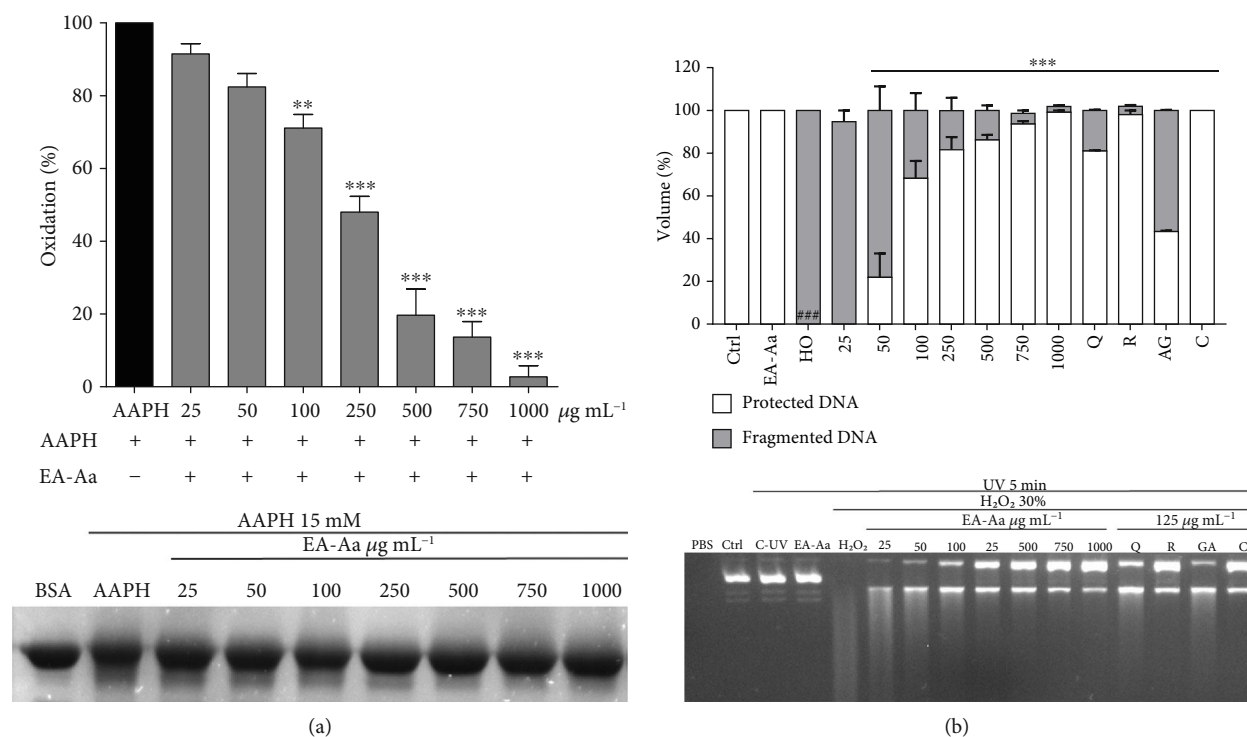 100
80
60
40
20
0
Oxidation (%)
**
***
***
***
***
AAPH 25 50 100 250 500 750 1000 μg mL⁻¹
AAPH + + + + + + + +
EA-Aa − + + + + + + +
AAPH 15 mM
EA-Aa μg mL⁻¹
BSA AAPH 25 50 100 250 500 750 1000
(a)
***
120
100
80
60
40
20
0
Volume (%)
###
Ctrl EA-Aa HO 25 50 100 250 500 750 1000 Q R AG C
Protected DNA
Fragmented DNA
UV 5 min
H₂O₂ 30%
EA-Aa μg mL⁻¹ 125 μg mL⁻¹
PBS Ctrl C-UV EA-Aa H₂O₂ 25 50 100 25 500 750 1000 Q R GA C
(b)